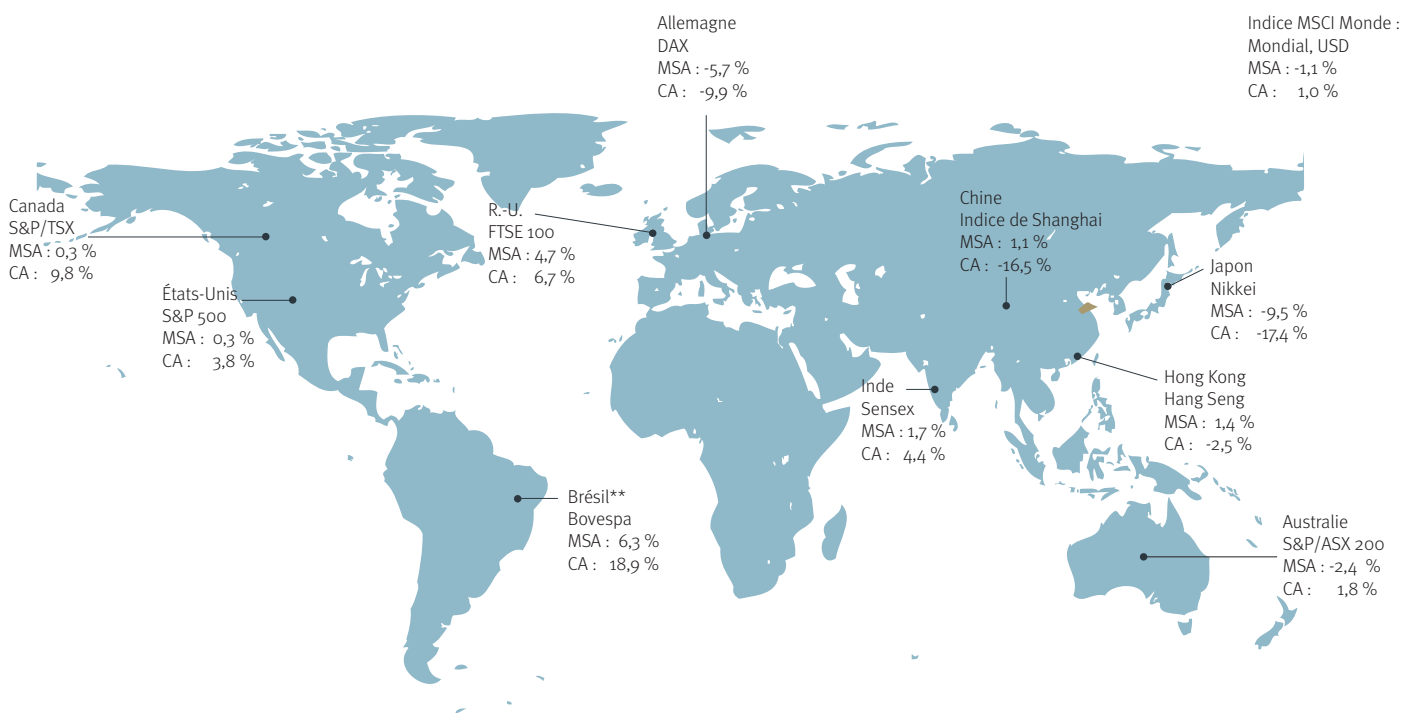 Allemagne
DAX
MSA : -5,7 %
CA : -9,9 %
Indice MSCI Monde :
Mondial, USD
MSA : -1,1 %
CA : 1,0 %
Canada
S&P/TSX
MSA : 0,3 %
CA : 9,8 %
États-Unis
S&P 500
MSA : 0,3 %
CA : 3,8 %
R.-U.
FTSE 100
MSA : 4,7 %
CA : 6,7 %
Chine
Indice de Shanghai
MSA : 1,1 %
CA : -16,5 %
Japon
Nikkei
MSA : -9,5 %
CA : -17,4 %
Hong Kong
Hang Seng
MSA : 1,4 %
CA : -2,5 %
Inde
Sensex
MSA : 1,7 %
CA : 4,4 %
Brésil**
Bovespa
MSA : 6,3 %
CA : 18,9 %
Australie
S&P/ASX 200
MSA : -2,4 %
CA : 1,8 %